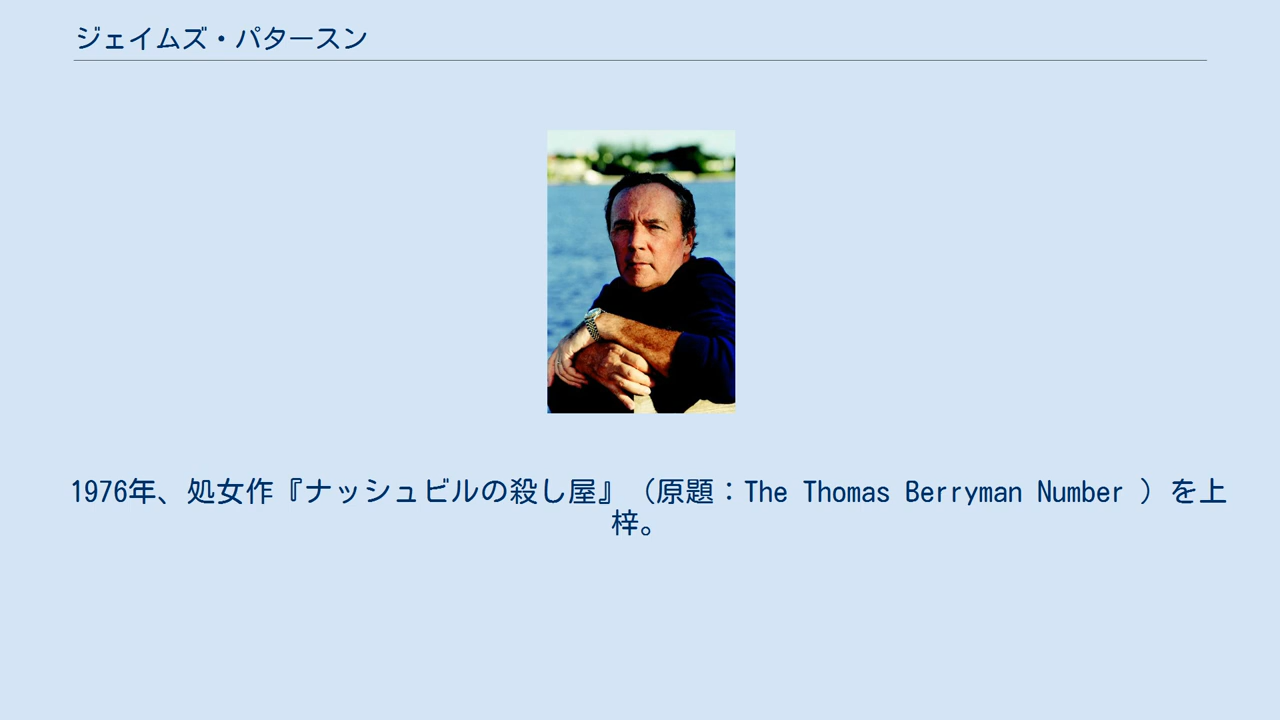 ジェイムズ・パタースン
1976年、処女作『ナッシュビルの殺し屋』（原題：The Thomas Berryman Number ）を上
梓。